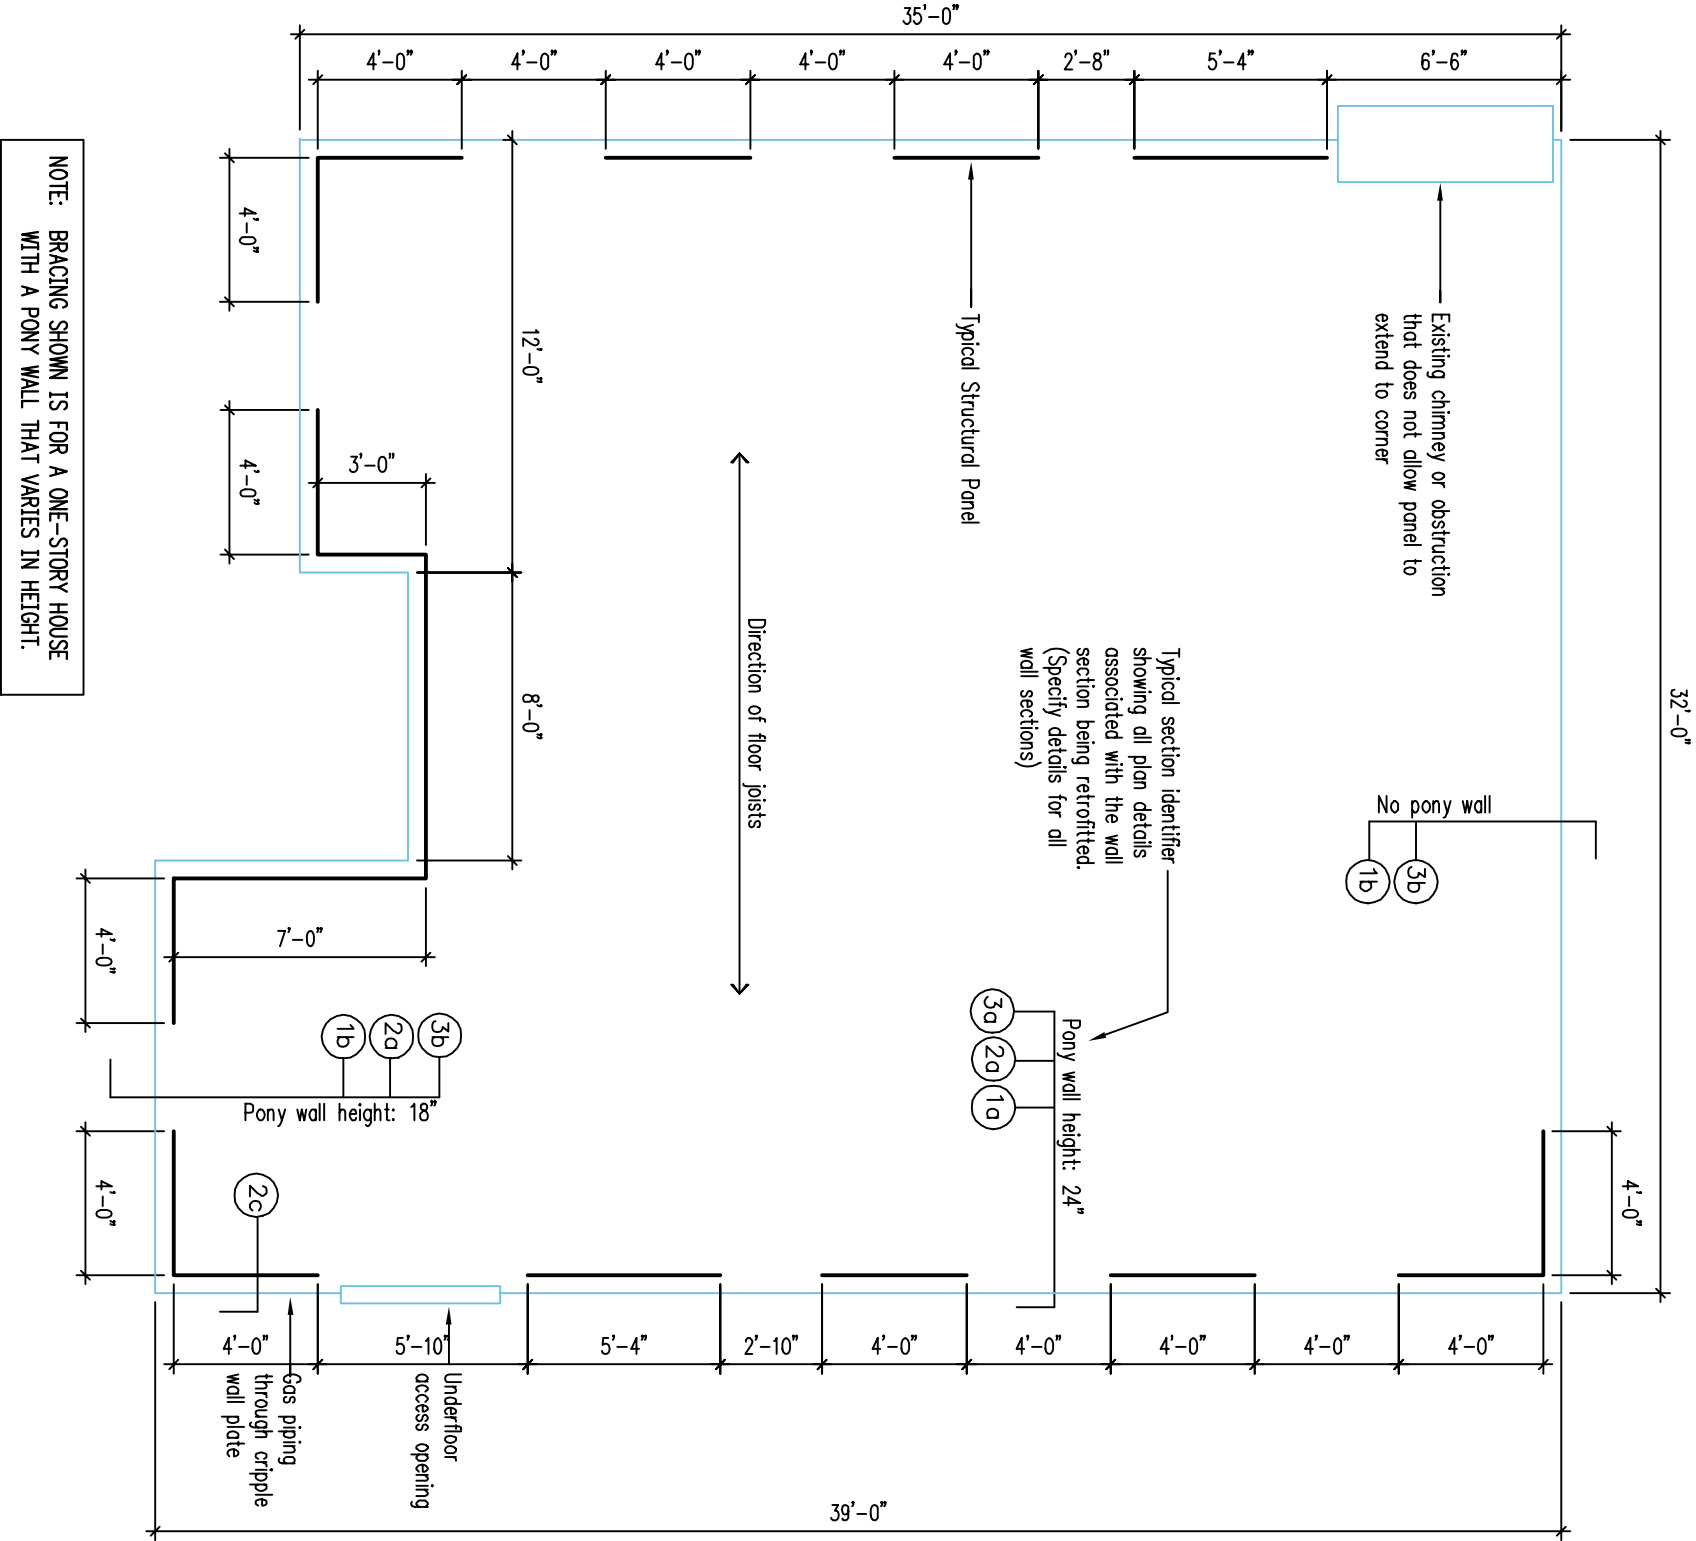 35'-0"
4'-0"
4'-0"
4'-0"
4'-0"
4'-0"
2'-8"
5'-4"
6'-6"
32'-0"
4'-0"
12'-0"
4'-0"
3'-0"
8'-0"
Typical Structural Panel
Existing chimney or obstruction
that does not allow panel to
extend to corner
Direction of floor joists
Typical section identifier
showing all plan details
associated with the wall
section being retrofitted.
(Specify details for all
wall sections)
No pony wall
3b
1b
4'-0"
7'-0"
3b
2a
1b
Pony wall height: 18"
3a
2a
1a
Pony wall height: 24"
4'-0"
4'-0"
2c
4'-0"
5'-10"
5'-4"
2'-10"
4'-0"
4'-0"
4'-0"
4'-0"
4'-0"
Gas piping
through cripple
wall plate
Underfloor
access opening
39'-0"
NOTE: BRACING SHOWN IS FOR A ONE-STORY HOUSE
WITH A PONY WALL THAT VARIES IN HEIGHT.